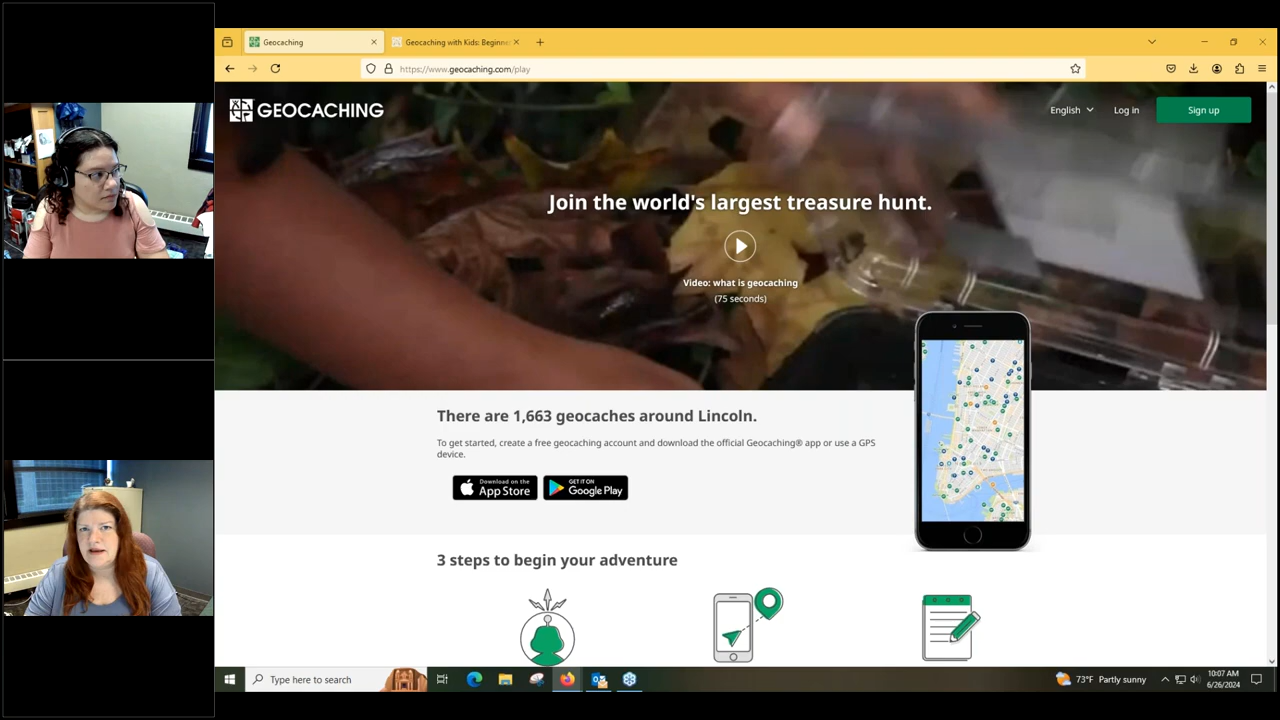 Geocaching
Geocaching with Kids: Beginne
https://www.geocaching.com/play
GEOCACHING
English
Log in
Sign up
Join the world's largest treasure hunt.
Video: what is geocaching
(75 seconds)
There are 1,663 geocaches around Lincoln.
To get started, create a free geocaching account and download the official Geocaching® app or use a GPS
device.
Download on the
App Store
GET IT ON
Google Play
3 steps to begin your adventure
Type here to search
73°F Partly sunny
10:07 AM
6/26/2024